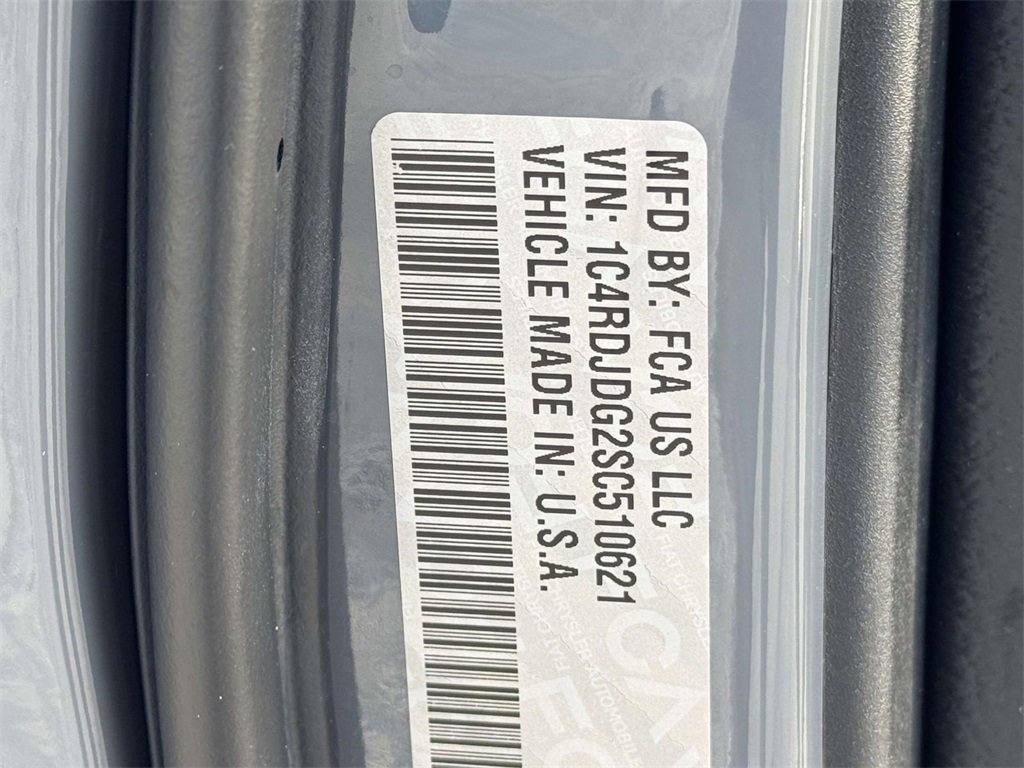 MFD BY: FCA US LLC
VIN: 1C4RDJDG2SC510621
VEHICLE MADE IN: U.S.A.